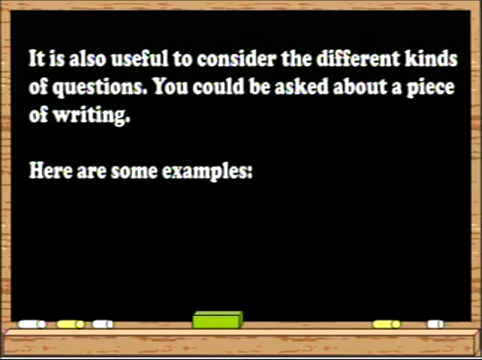 It is also useful to consider the different kinds
of questions. You could be asked about a piece
of writing.
Here are some examples: